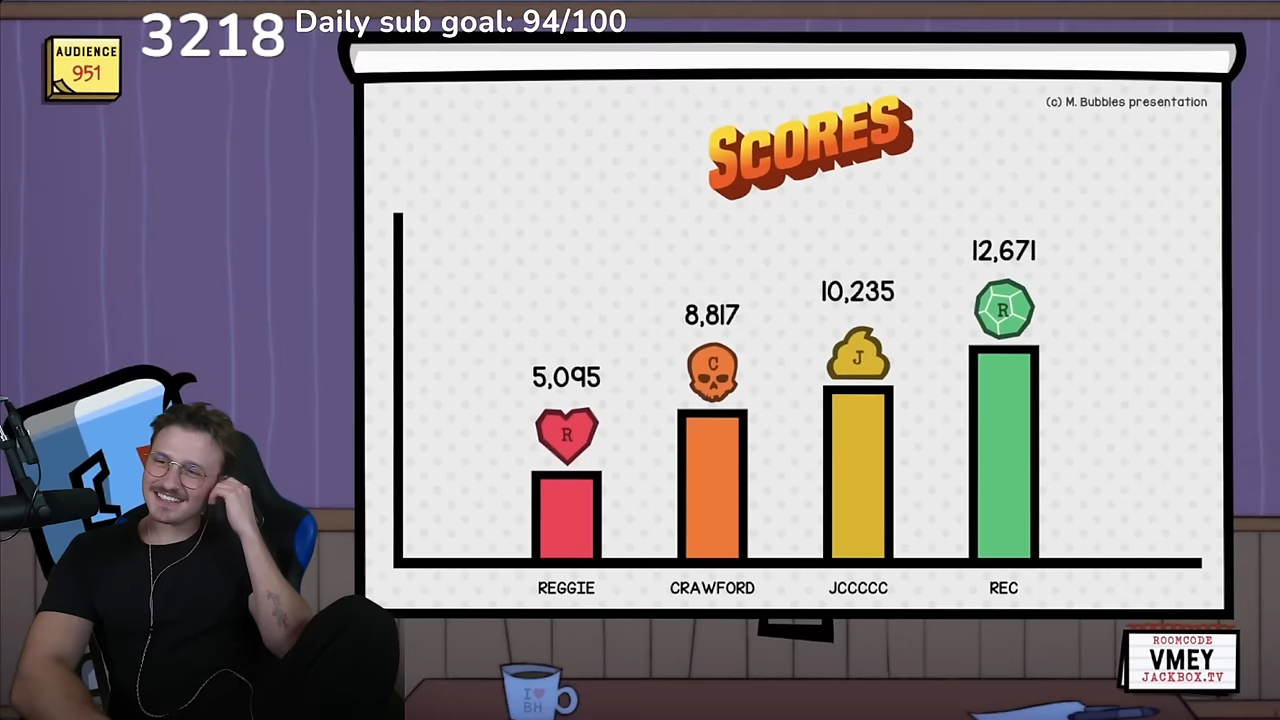 3218
Daily sub goal: 94/100
AUDIENCE
951
(c) M. Bubbles presentation
SCORES
12,671
R
10,235
J
8,817
C
5,095
R
REGGIE
CRAWFORD
JCCCCC
REC
ROOMCODE
VMEY
JACKBOX.TV
I
BH